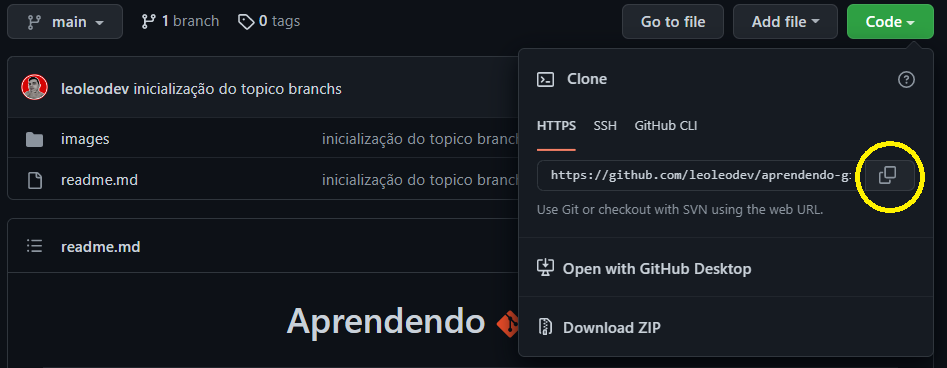 main 1 branch 0 tags Go to file Add file Code
leoleodev inicialização do topico branchs
images inicialização do topico branch
readme.md inicialização do topico branchs
readme.md
Aprendendo
Clone
HTTPS SSH GitHub CLI
https://github.com/leoleodev/aprendendo-gi
Use Git or checkout with SVN using the web URL.
Open with GitHub Desktop
Download ZIP